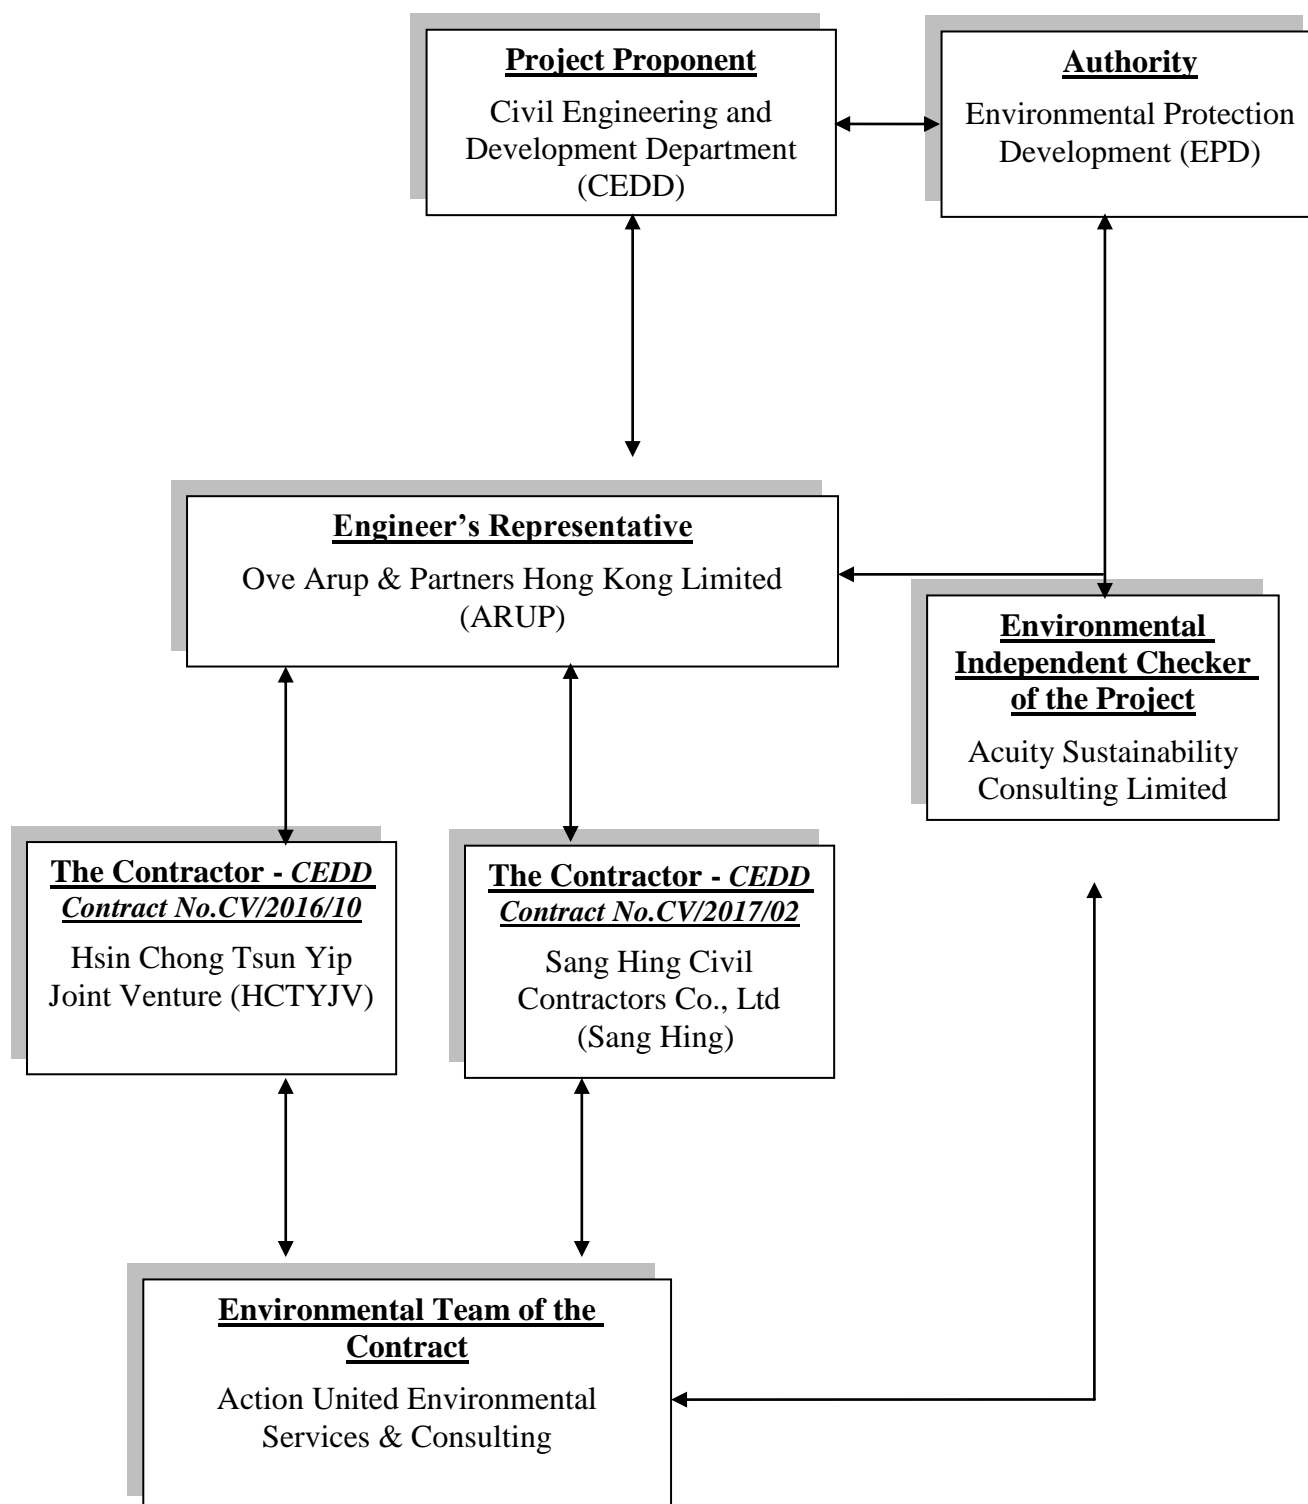 Project Proponent
Civil Engineering and
Development Department
(CEDD)
Authority
Environmental Protection
Development (EPD)
Engineer’s Representative
Ove Arup & Partners Hong Kong Limited
(ARUP)
Environmental
Independent Checker
of the Project
Acuity Sustainability
Consulting Limited
The Contractor - CEDD
Contract No.CV/2016/10
Hsin Chong Tsun Yip
Joint Venture (HCTYJV)
The Contractor - CEDD
Contract No.CV/2017/02
Sang Hing Civil
Contractors Co., Ltd
(Sang Hing)
Environmental Team of the
Contract
Action United Environmental
Services & Consulting